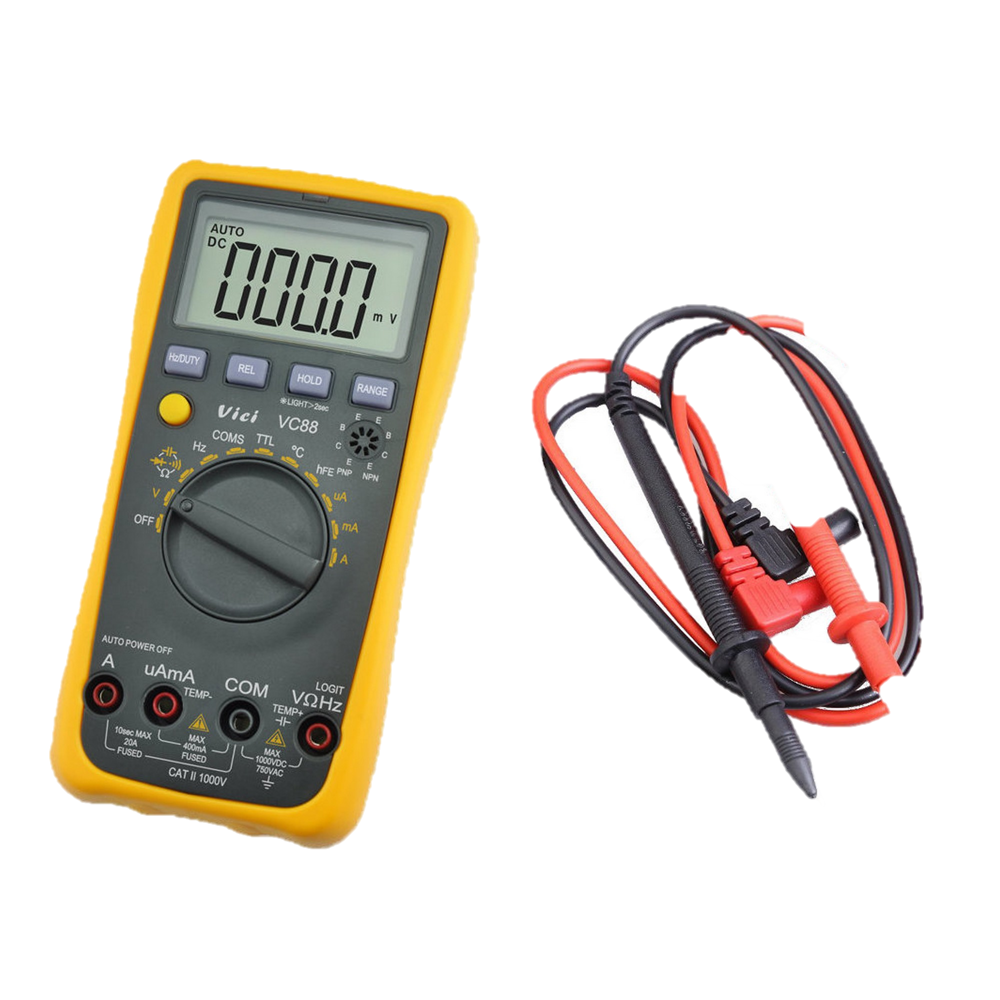 AUTO
DC
000.0 m V
Hz/DUTY REL HOLD RANGE
※LIGHT>2sec
Vici VC88
E E
B B
C C
E E
PNP NPN
OFF V Ω Hz COMS TTL °C hFE uA mA A
AUTO POWER OFF
A
uAmA
TEMP-
COM
LOGIT
VΩHz
TEMP+
10sec MAX
20A
FUSED
MAX
400mA
FUSED
MAX
1000VDC
750VAC
CAT II 1000V